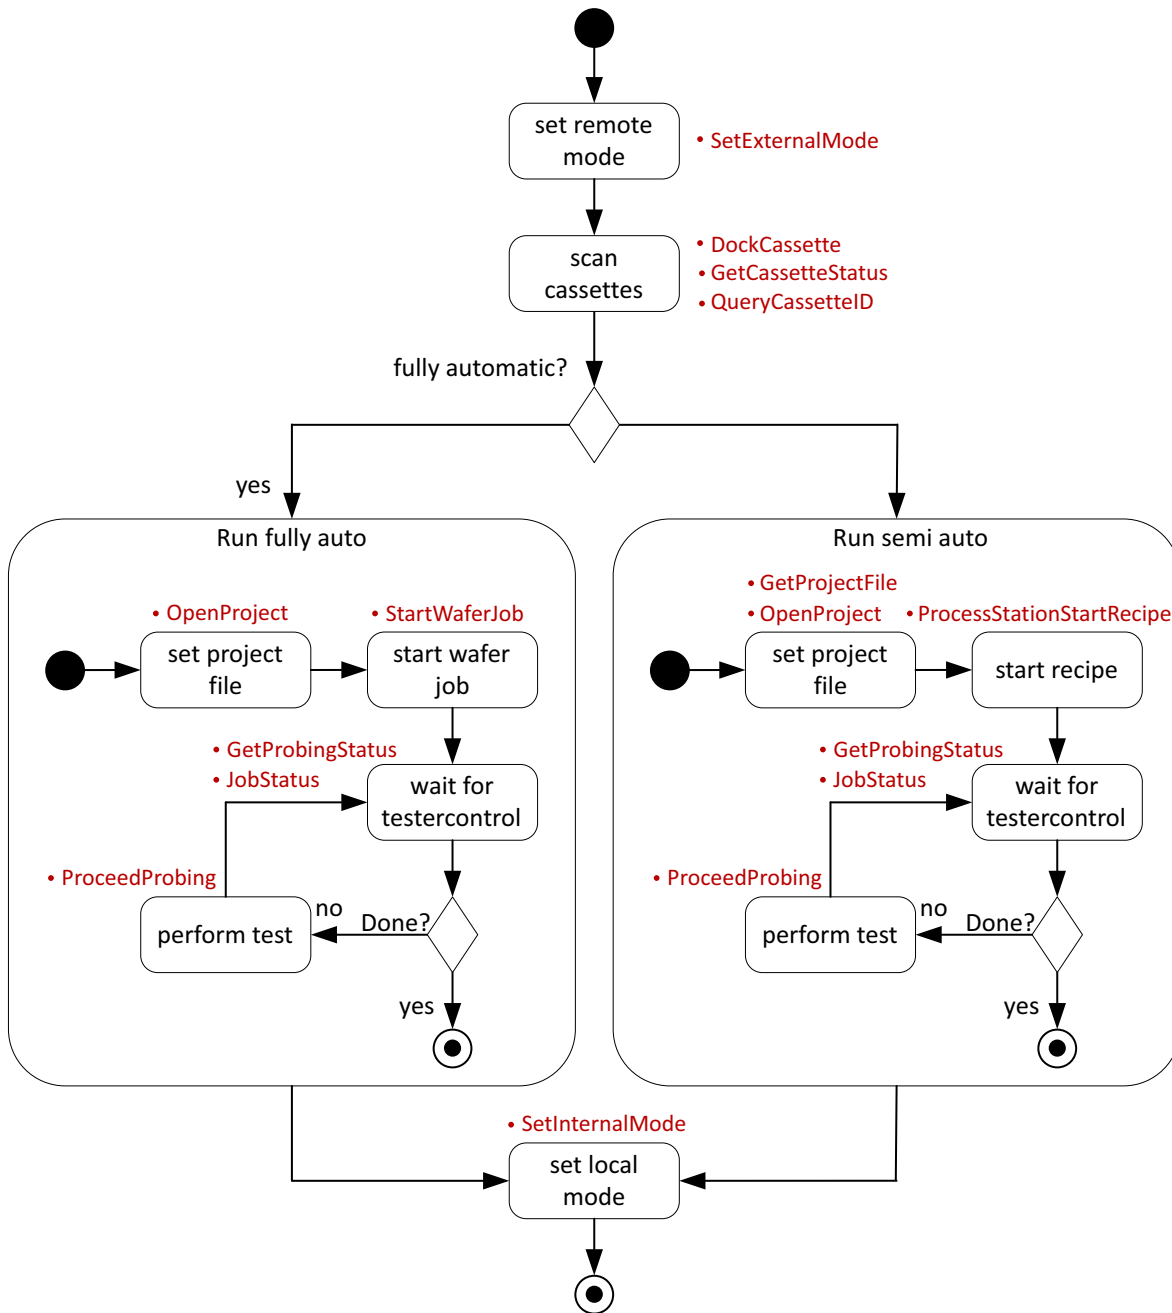 set remote
mode
• SetExternalMode
scan
cassettes
• DockCassette
• GetCassetteStatus
• QueryCassetteID
fully automatic?
yes
Run fully auto
• OpenProject
• StartWaferJob
set project
file
start wafer
job
• GetProbingStatus
• JobStatus
wait for
testercontrol
• ProceedProbing
perform test
no
Done?
yes
Run semi auto
• GetProjectFile
• OpenProject
• ProcessStationStartRecipe
set project
file
start recipe
• GetProbingStatus
• JobStatus
wait for
testercontrol
• ProceedProbing
perform test
no
Done?
yes
• SetInternalMode
set local
mode